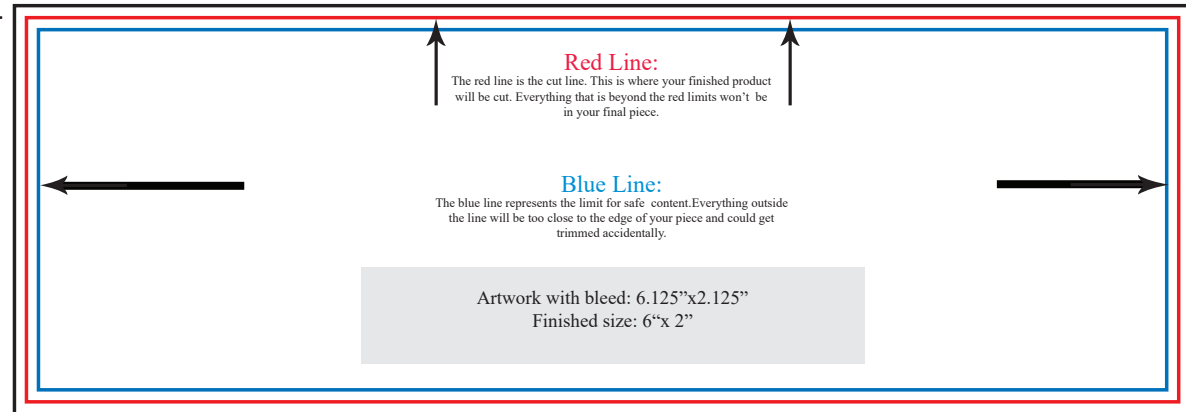 Red Line:
The red line is the cut line. This is where your finished product
will be cut. Everything that is beyond the red limits won’t be
in your final piece.
Blue Line:
The blue line represents the limit for safe content.Everything outside
the line will be too close to the edge of your piece and could get
trimmed accidentally.
Artwork with bleed: 6.125”x2.125”
Finished size: 6“x 2”